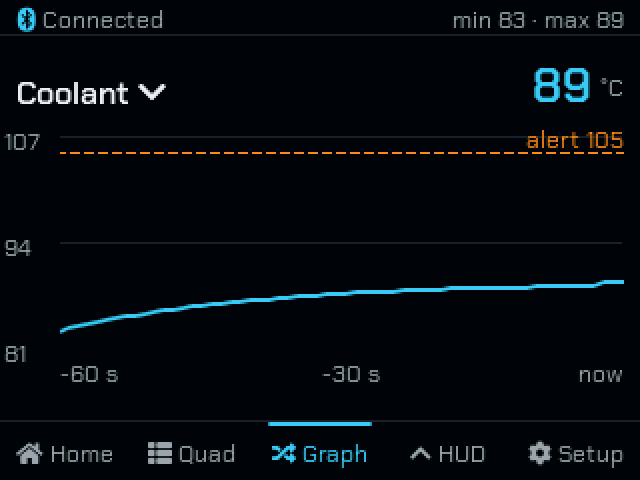 Connected min 83 · max 89
Coolant 89 °C
107 alert 105
94
81
-60 s -30 s now
Home Quad Graph HUD Setup